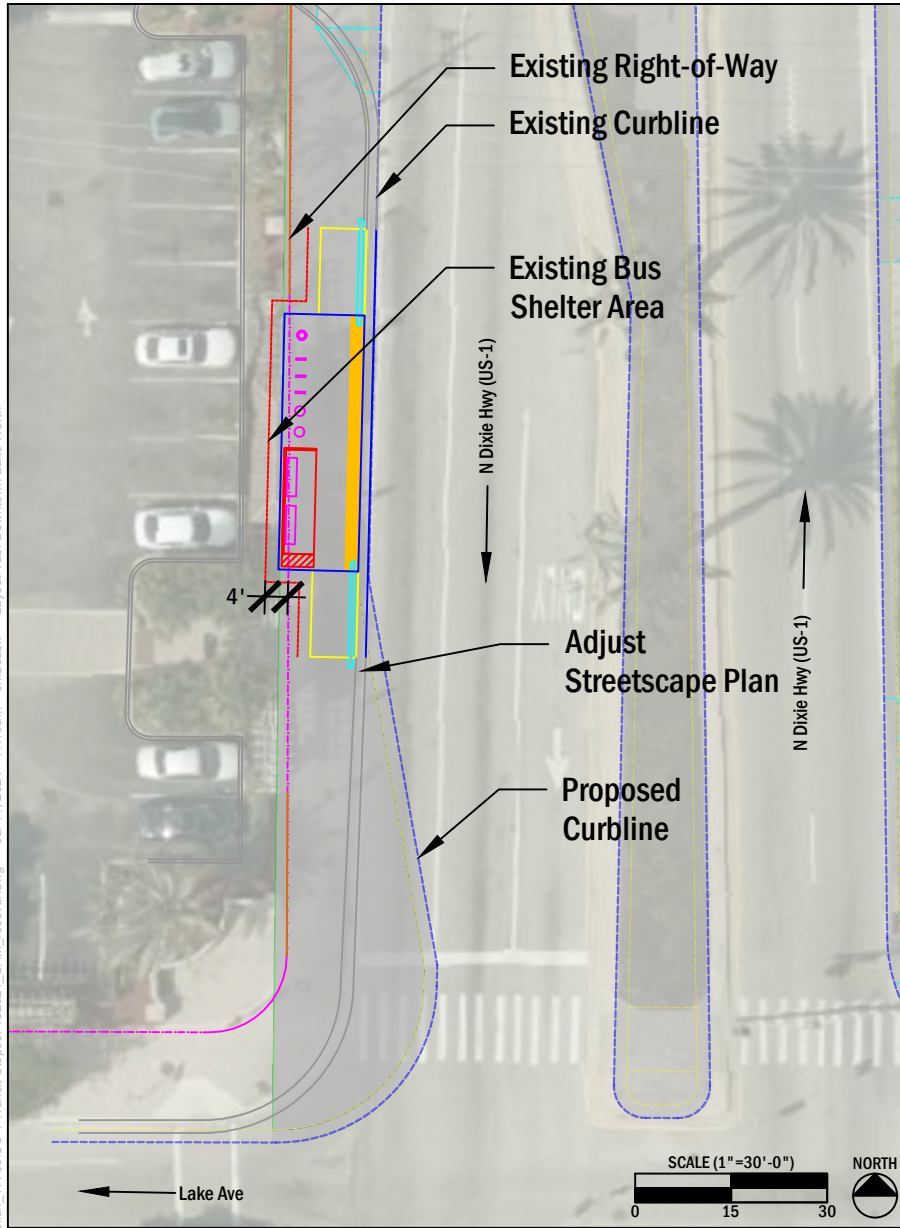 Existing Right-of-Way
Existing Curbline
Existing Bus
Shelter Area
N Dixie Hwy (US-1)
4'
Adjust
Streetscape Plan
N Dixie Hwy (US-1)
Proposed
Curbline
ONLY
SCALE (1"=30'-0")
0 15 30
NORTH
Lake Ave